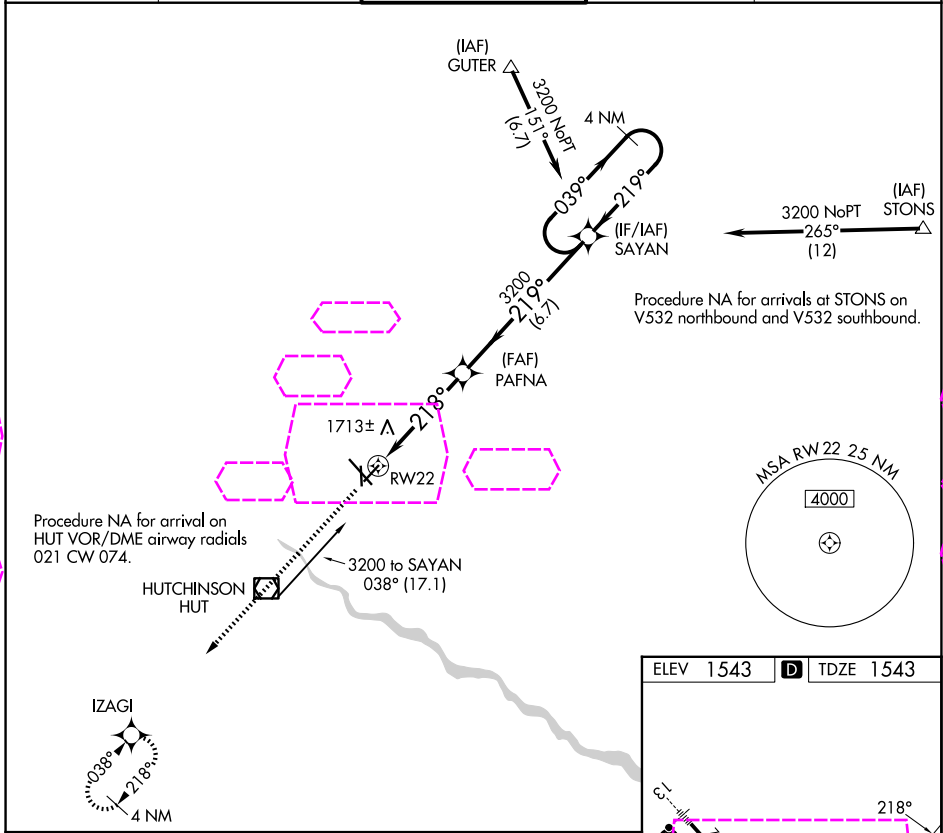 (IAF)
GUTER
3200 NoPT
151°
(6.7)
4 NM
039°
219°
(IF/IAF)
SAYAN
(IAF)
STONS
3200 NoPT
265°
(12)
Procedure NA for arrivals at STONS on
V532 northbound and V532 southbound.
3200
219°
(6.7)
(FAF)
PAFNA
218°
1713±
RW22
MSA RW22 25 NM
4000
Procedure NA for arrival on
HUT VOR/DME airway radials
021 CW 074.
3200 to SAYAN
038° (17.1)
HUTCHINSON
HUT
IZAGI
038°
218°
4 NM
ELEV 1543 D TDZE 1543
13
218°